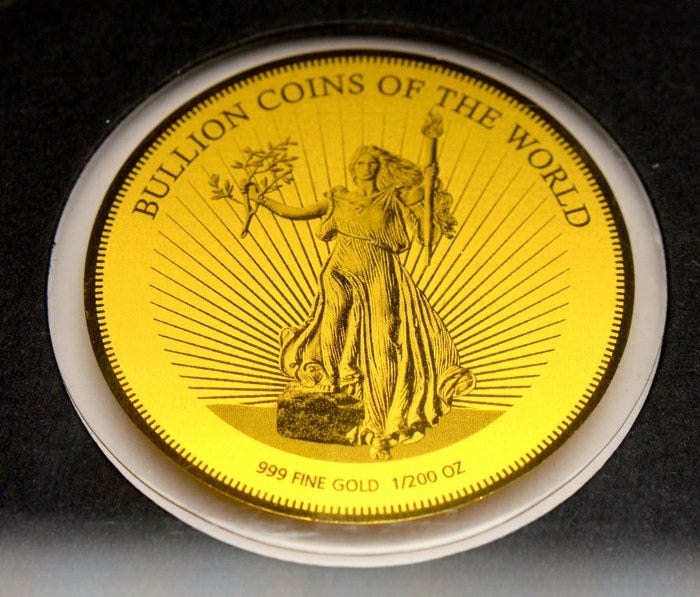 BULLION COINS OF THE WORLD
999 FINE GOLD 1/200 OZ